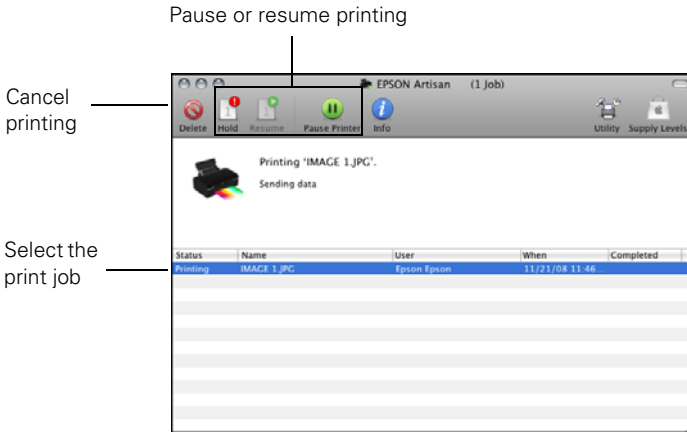 Pause or resume printing
EPSON Artisan (1 Job)
Cancel
printing
Delete Hold Resume Pause Printer Info Utility Supply Levels
Printing 'IMAGE 1.JPG'.
Sending data
Select the
print job
Status Name User When Completed
Printing IMAGE 1.JPG Epson Epson 11/21/08 11:46...